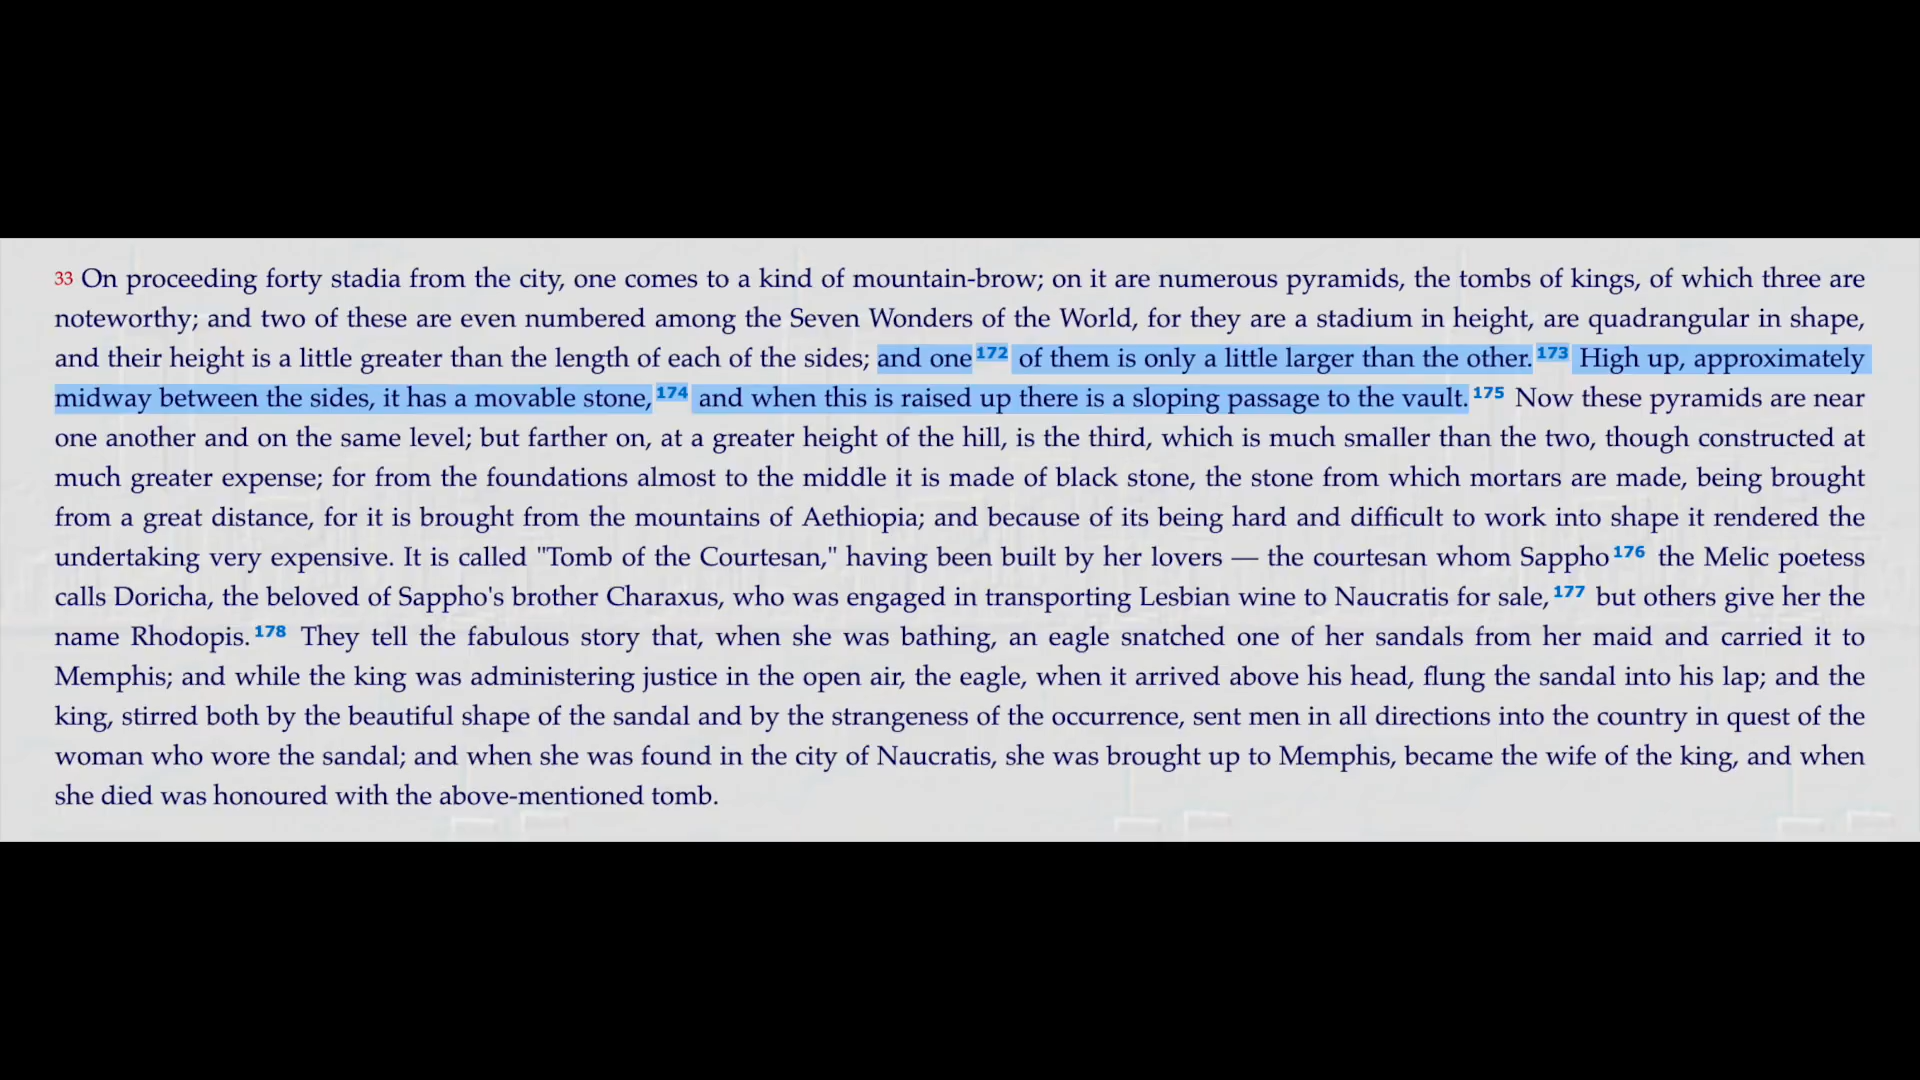 33 On proceeding forty stadia from the city, one comes to a kind of mountain-brow; on it are numerous pyramids, the tombs of kings, of which three are
noteworthy; and two of these are even numbered among the Seven Wonders of the World, for they are a stadium in height, are quadrangular in shape,
and their height is a little greater than the length of each of the sides; and one172 of them is only a little larger than the other.173 High up, approximately
midway between the sides, it has a movable stone,174 and when this is raised up there is a sloping passage to the vault.175 Now these pyramids are near
one another and on the same level; but farther on, at a greater height of the hill, is the third, which is much smaller than the two, though constructed at
much greater expense; for from the foundations almost to the middle it is made of black stone, the stone from which mortars are made, being brought
from a great distance, for it is brought from the mountains of Aethiopia; and because of its being hard and difficult to work into shape it rendered the
undertaking very expensive. It is called "Tomb of the Courtesan," having been built by her lovers — the courtesan whom Sappho176 the Melic poetess
calls Doricha, the beloved of Sappho's brother Charaxus, who was engaged in transporting Lesbian wine to Naucratis for sale,177 but others give her the
name Rhodopis.178 They tell the fabulous story that, when she was bathing, an eagle snatched one of her sandals from her maid and carried it to
Memphis; and while the king was administering justice in the open air, the eagle, when it arrived above his head, flung the sandal into his lap; and the
king, stirred both by the beautiful shape of the sandal and by the strangeness of the occurrence, sent men in all directions into the country in quest of the
woman who wore the sandal; and when she was found in the city of Naucratis, she was brought up to Memphis, became the wife of the king, and when
she died was honoured with the above-mentioned tomb.